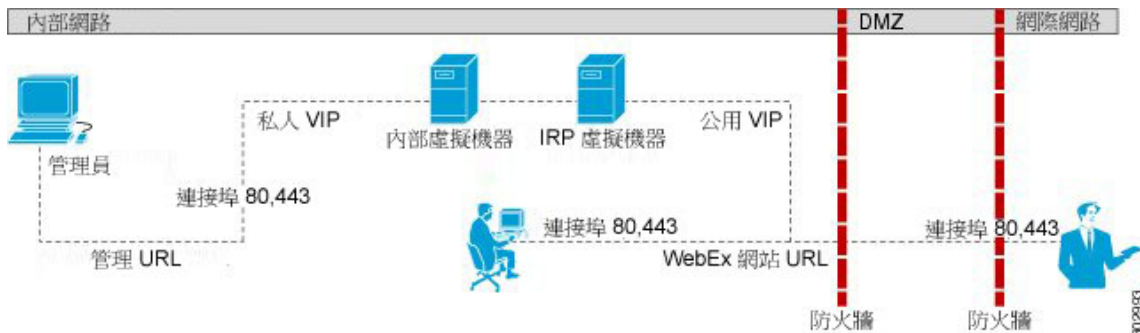 內部網路
DMZ
網際網路
私人 VIP
內部虛擬機器
IRP 虛擬機器
公用 VIP
管理員
連接埠 80,443
連接埠 80,443
連接埠 80,443
管理 URL
WebEx 網站 URL
防火牆
防火牆